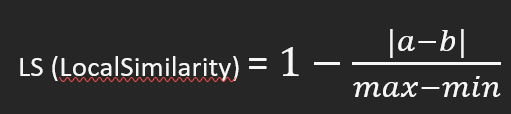 LS (LocalSimilarity) = 1 − |a−b| / max−min